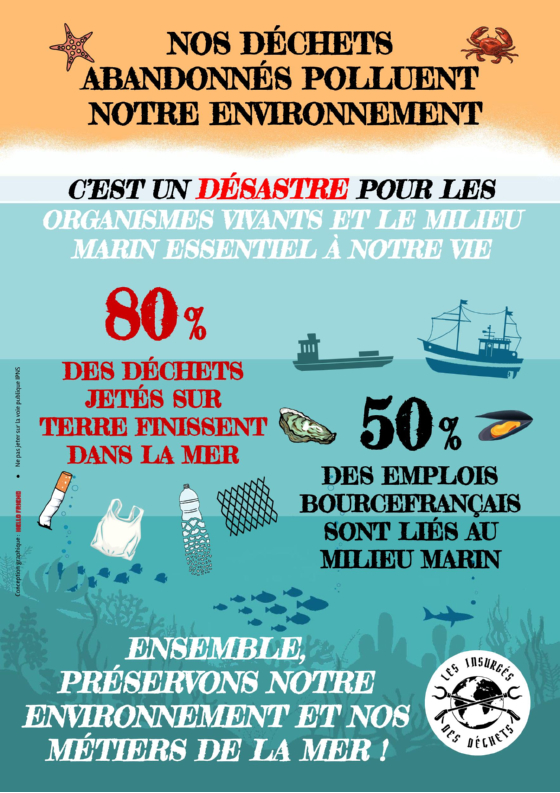 NOS DÉCHETS
ABANDONNÉS POLLUENT
NOTRE ENVIRONNEMENT
C'EST UN DÉSASTRE POUR LES
ORGANISMES VIVANTS ET LE MILIEU
MARIN ESSENTIEL À NOTRE VIE
80%
DES DÉCHETS
JETÉS SUR
TERRE FINISSENT
DANS LA MER
50%
DES EMPLOIS
BOURCEFRANÇAIS
SONT LIÉS AU
MILIEU MARIN
Conception graphique : HELLO FRIEND • Ne pas jeter sur la voie publique IPNS
ENSEMBLE,
PRÉSERVONS NOTRE
ENVIRONNEMENT ET NOS
MÉTIERS DE LA MER !
LES INSURGÉS
DES DÉCHETS